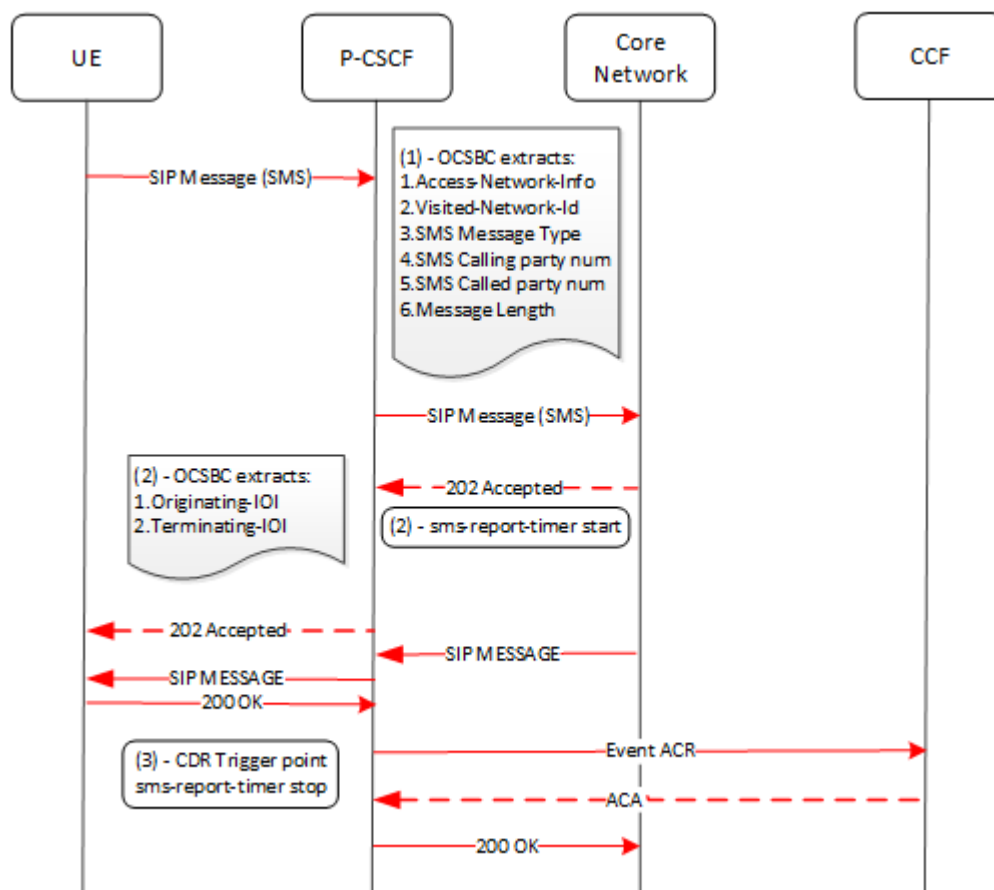 UE
P-CSCF
Core
Network
CCF
SIP Message (SMS)
(1) - OCSBC extracts:
1.Access-Network-Info
2.Visited-Network-Id
3.SMS Message Type
4.SMS Calling party num
5.SMS Called party num
6.Message Length
SIP Message (SMS)
202 Accepted
(2) - OCSBC extracts:
1.Originating-IOI
2.Terminating-IOI
(2) - sms-report-timer start
202 Accepted
SIP MESSAGE
SIP MESSAGE
200 OK
Event ACR
(3) - CDR Trigger point
sms-report-timer stop
ACA
200 OK